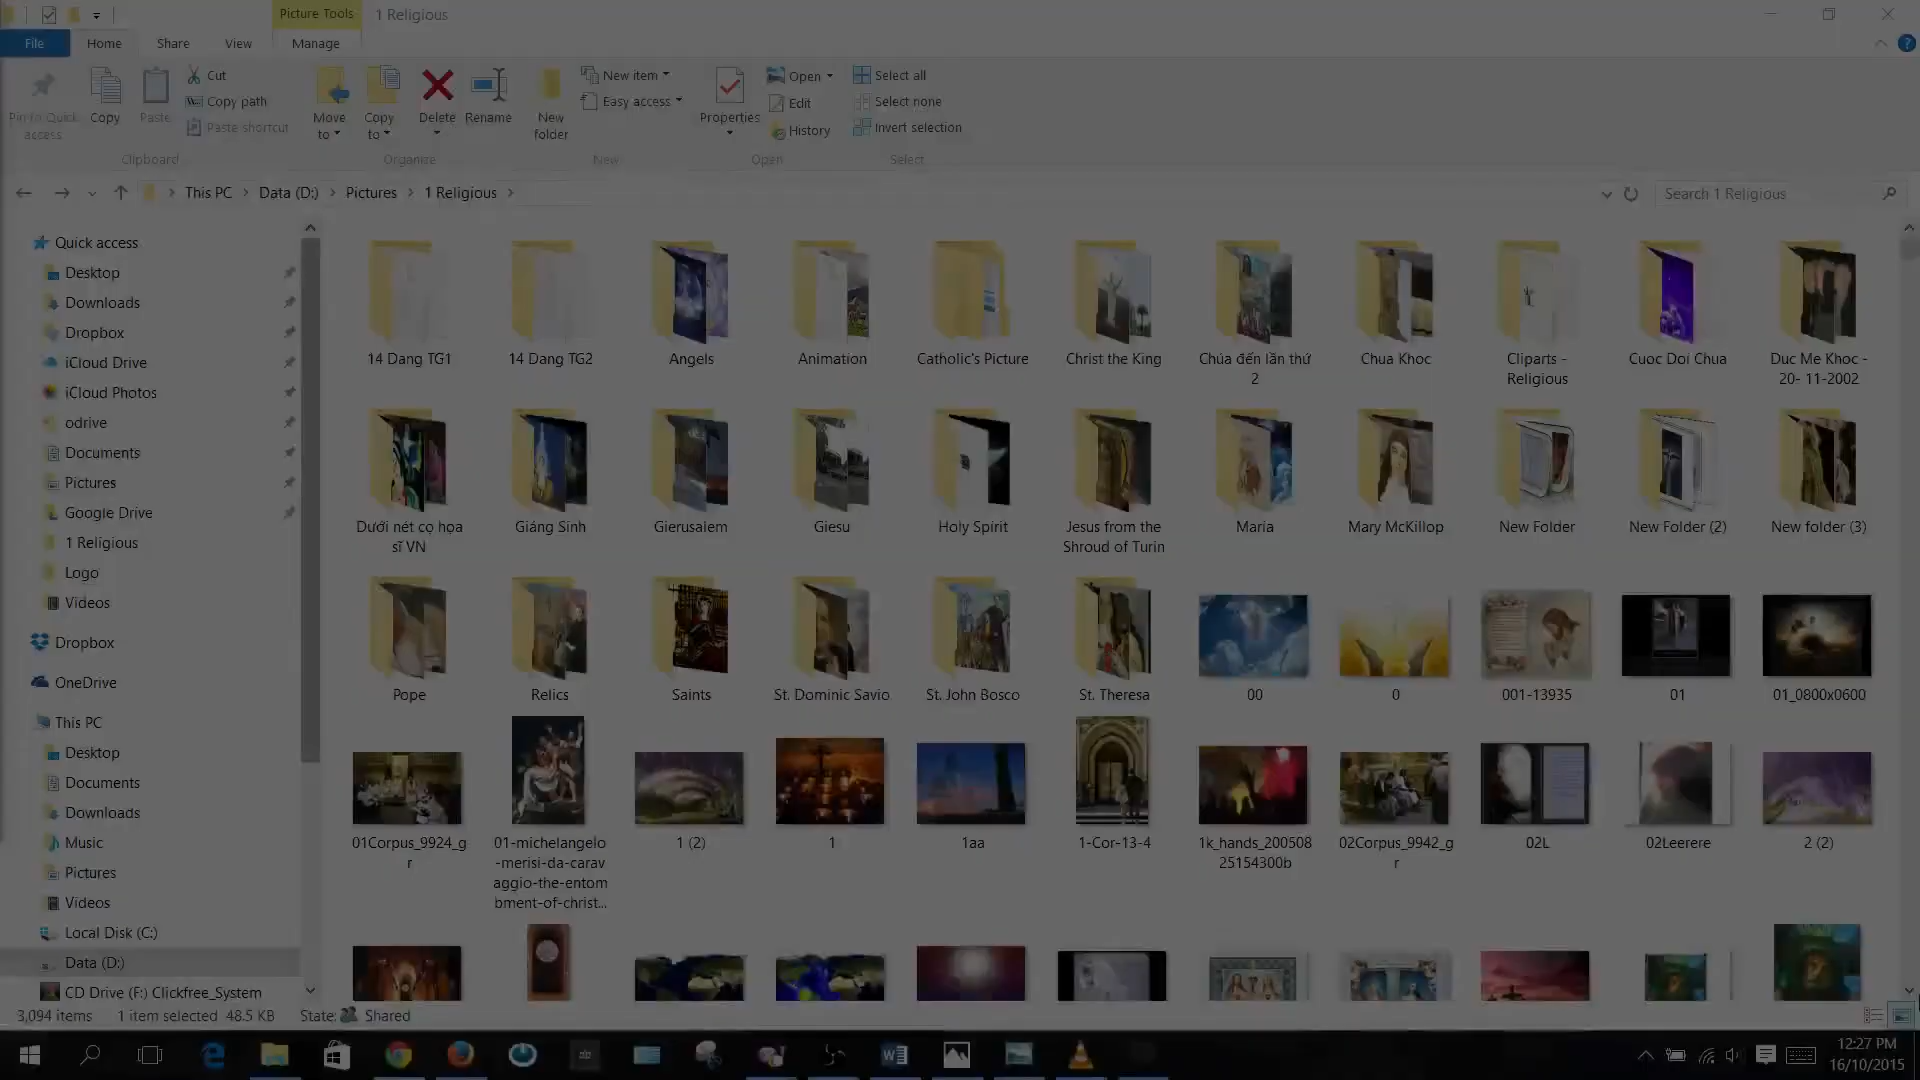 Picture Tools
1 Religious
File
Home
Share
View
Manage
Pin to Quick access
Copy
Paste
Cut
Copy path
Paste shortcut
Move to
Copy to
Delete
Rename
New folder
New item
Easy access
Properties
Open
Edit
History
Select all
Select none
Invert selection
Clipboard
Organize
New
Open
Select
This PC
Data (D:)
Pictures
1 Religious
Search 1 Religious
Quick access
Desktop
Downloads
Dropbox
iCloud Drive
iCloud Photos
odrive
Documents
Pictures
Google Drive
1 Religious
Logo
Videos
Dropbox
OneDrive
This PC
Desktop
Documents
Downloads
Music
Pictures
Videos
Local Disk (C:)
Data (D:)
CD Drive (F:) Clickfree_System
14 Dang TG1
14 Dang TG2
Angels
Animation
Catholic's Picture
Christ the King
Chúa đến lần thứ
2
Chua Khoc
Cliparts -
Religious
Cuoc Doi Chua
Duc Me Khoc -
20- 11-2002
Dưới nét cọ họa
sĩ VN
Giáng Sinh
Gierusalem
Giesu
Holy Spirit
Jesus from the
Shroud of Turin
Maria
Mary McKillop
New Folder
New Folder (2)
New folder (3)
Pope
Relics
Saints
St. Dominic Savio
St. John Bosco
St. Theresa
00
0
001-13935
01
01_0800x0600
01Corpus_9924_g
r
01-michelangelo
-merisi-da-carav
aggio-the-entom
bment-of-christ...
1 (2)
1
1aa
1-Cor-13-4
1k_hands_200508
25154300b
02Corpus_9942_g
r
02L
02Leerere
2 (2)
3,094 items
1 item selected 48.5 KB
State: Shared
12:27 PM
16/10/2015